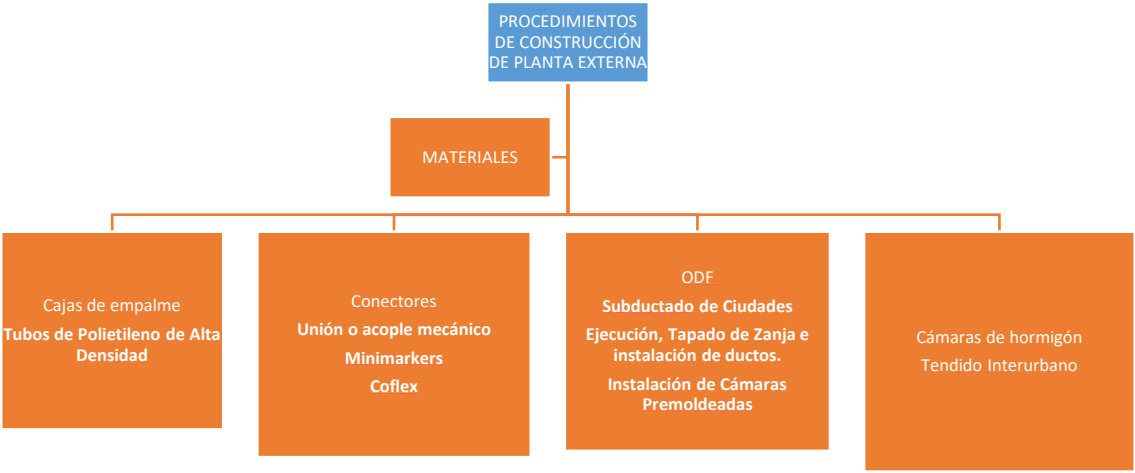 PROCEDIMIENTOS
DE CONSTRUCCIÓN
DE PLANTA EXTERNA
MATERIALES
Cajas de empalme
Tubos de Polietileno de Alta
Densidad
Conectores
Unión o acople mecánico
Minimarkers
Coflex
ODF
Subductado de Ciudades
Ejecución, Tapado de Zanja e
instalación de ductos.
Instalación de Cámaras
Premoldeadas
Cámaras de hormigón
Tendido Interurbano